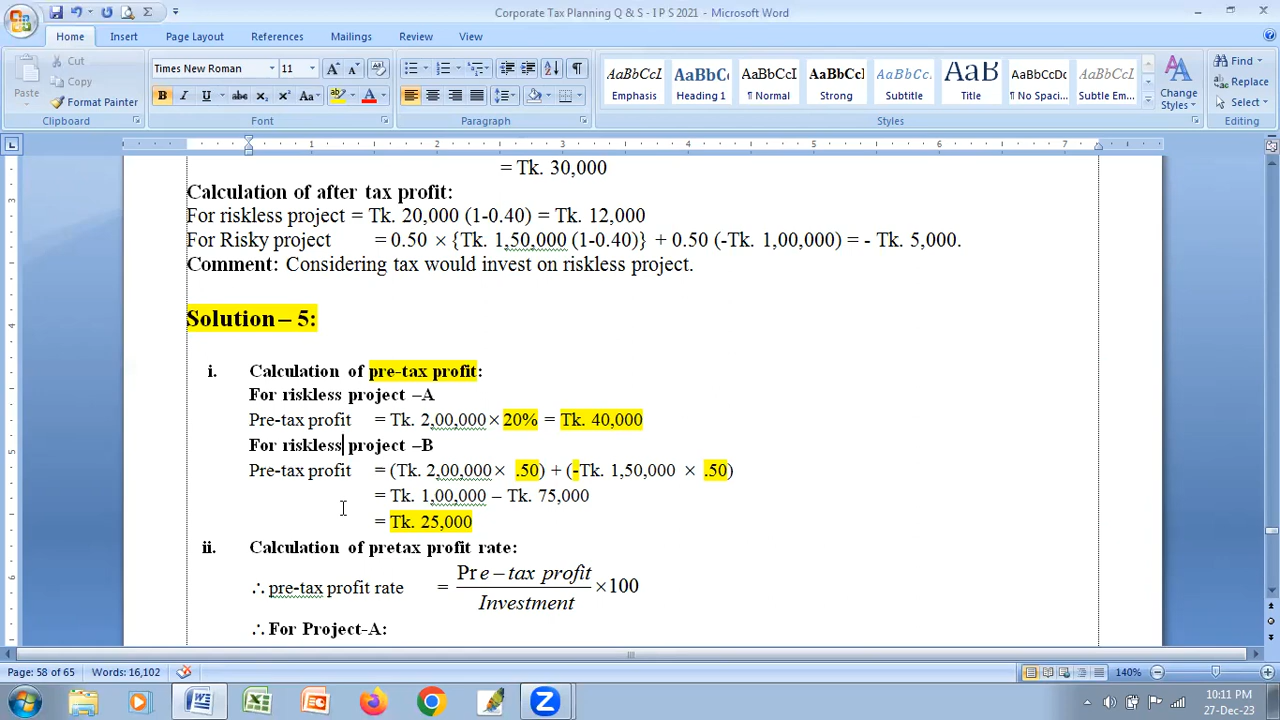 Corporate Tax Planning Q & S - I P S 2021 - Microsoft Word
Home Insert Page Layout References Mailings Review View
Paste
Cut
Copy
Format Painter
Clipboard
Times New Roman 11
Font
Paragraph
AaBbCcI AaBbC AaBbCcI AaBbCcl AaBbCcI AaB AaBbCcDc AaBbCcI
Emphasis Heading 1 ¶ Normal Strong Subtitle Title ¶ No Spaci... Subtle Em...
Change Styles
Styles
Find
Replace
Select
Editing
1 2 3 4 5 6 7
= Tk. 30,000
Calculation of after tax profit:
For riskless project = Tk. 20,000 (1-0.40) = Tk. 12,000
For Risky project = 0.50 × {Tk. 1,50,000 (1-0.40)} + 0.50 (-Tk. 1,00,000) = - Tk. 5,000.
Comment: Considering tax would invest on riskless project.
Solution – 5:
i. Calculation of pre-tax profit:
For riskless project –A
Pre-tax profit = Tk. 2,00,000× 20% = Tk. 40,000
For riskless project –B
Pre-tax profit = (Tk. 2,00,000× .50) + (-Tk. 1,50,000 × .50)
= Tk. 1,00,000 – Tk. 75,000
= Tk. 25,000
ii. Calculation of pretax profit rate:
∴ pre-tax profit rate = Pre – tax profit / Investment ×100
∴ For Project-A:
Page: 58 of 65 Words: 16,102 140%
10:11 PM
27-Dec-23